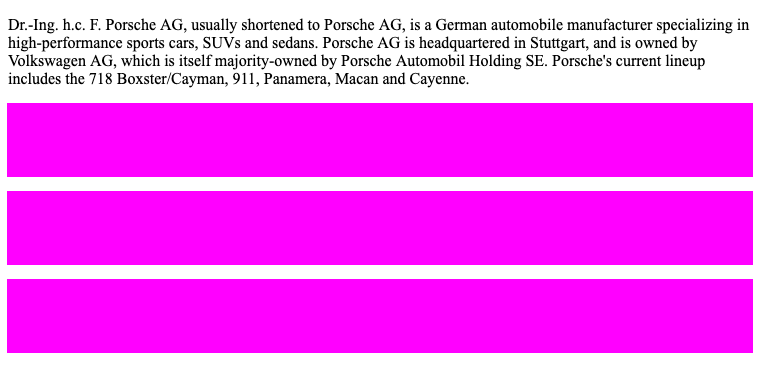 Dr.-Ing. h.c. F. Porsche AG, usually shortened to Porsche AG, is a German automobile manufacturer specializing in
high-performance sports cars, SUVs and sedans. Porsche AG is headquartered in Stuttgart, and is owned by
Volkswagen AG, which is itself majority-owned by Porsche Automobil Holding SE. Porsche's current lineup
includes the 718 Boxster/Cayman, 911, Panamera, Macan and Cayenne.